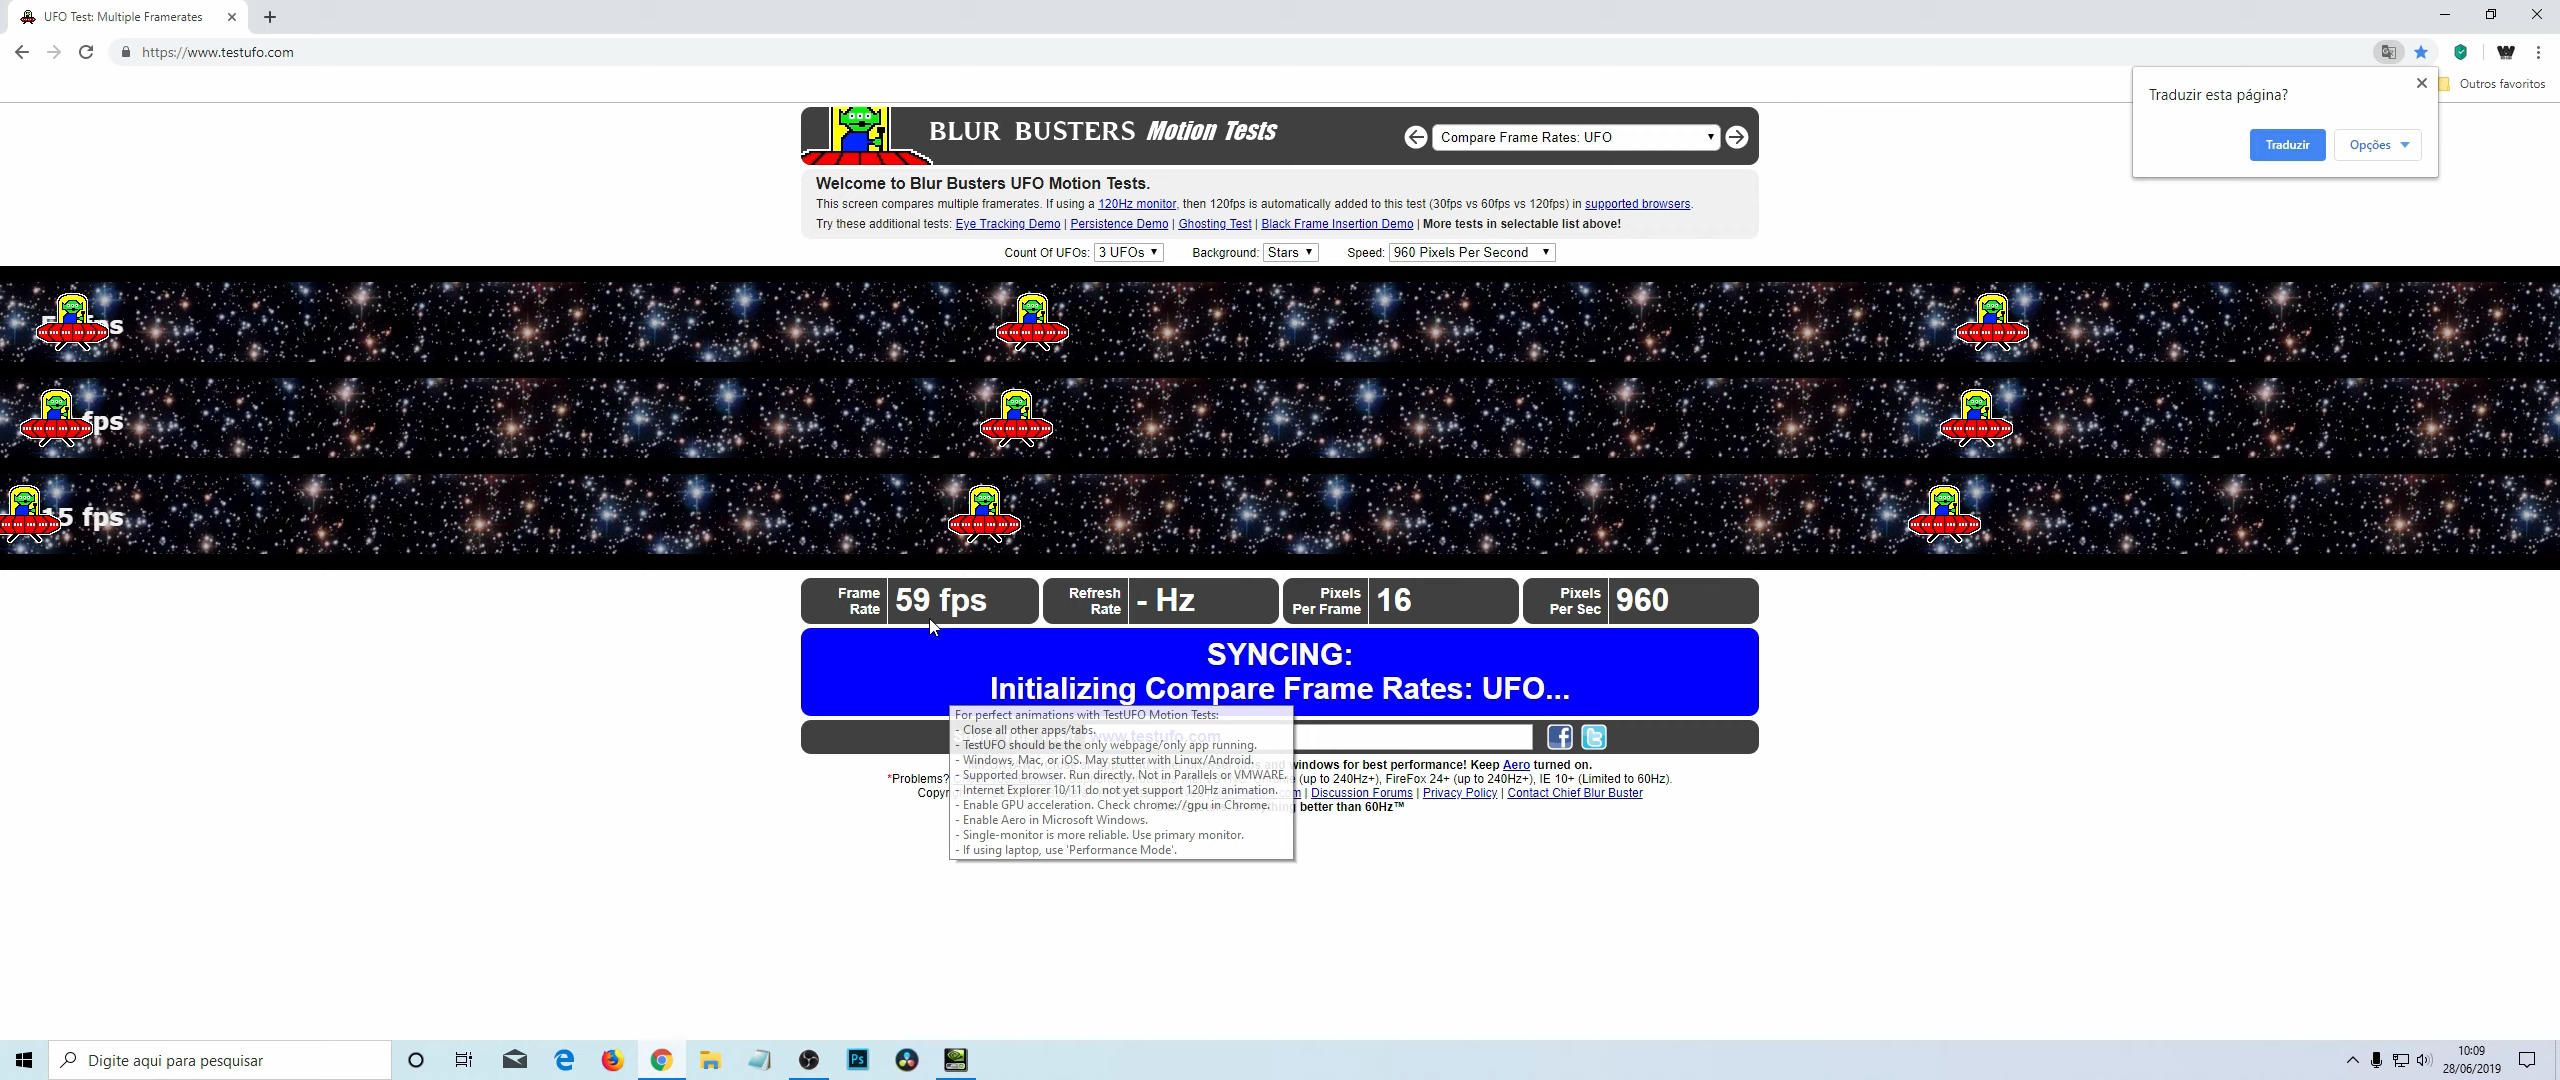 UFO Test: Multiple Framerates
https://www.testufo.com
Outros favoritos
Traduzir esta página?
Traduzir
Opções
BLUR BUSTERS Motion Tests
Compare Frame Rates: UFO
Welcome to Blur Busters UFO Motion Tests.
This screen compares multiple framerates. If using a 120Hz monitor, then 120fps is automatically added to this test (30fps vs 60fps vs 120fps) in supported browsers.
Try these additional tests: Eye Tracking Demo | Persistence Demo | Ghosting Test | Black Frame Insertion Demo | More tests in selectable list above!
Count Of UFOs: 3 UFOs Background: Stars Speed: 960 Pixels Per Second
fps
fps
15 fps
Frame Rate 59 fps
Refresh Rate - Hz
Pixels Per Frame 16
Pixels Per Sec 960
SYNCING:
Initializing Compare Frame Rates: UFO...
For perfect animations with TestUFO Motion Tests:
- Close all other apps/tabs.
www.testufo.com
- TestUFO should be the only webpage/only app running.
- Windows, Mac, or iOS. May stutter with Linux/Android.
- Supported browser. Run directly. Not in Parallels or VMWARE.
- Internet Explorer 10/11 do not yet support 120Hz animation.
- Enable GPU acceleration. Check chrome://gpu in Chrome.
- Enable Aero in Microsoft Windows.
- Single-monitor is more reliable. Use primary monitor.
- If using laptop, use 'Performance Mode'.
windows for best performance! Keep Aero turned on.
*Problems? (up to 240Hz+), FireFox 24+ (up to 240Hz+), IE 10+ (Limited to 60Hz).
| Discussion Forums | Privacy Policy | Contact Chief Blur Buster
better than 60Hz™
Digite aqui para pesquisar
Ps
10:09
28/06/2019